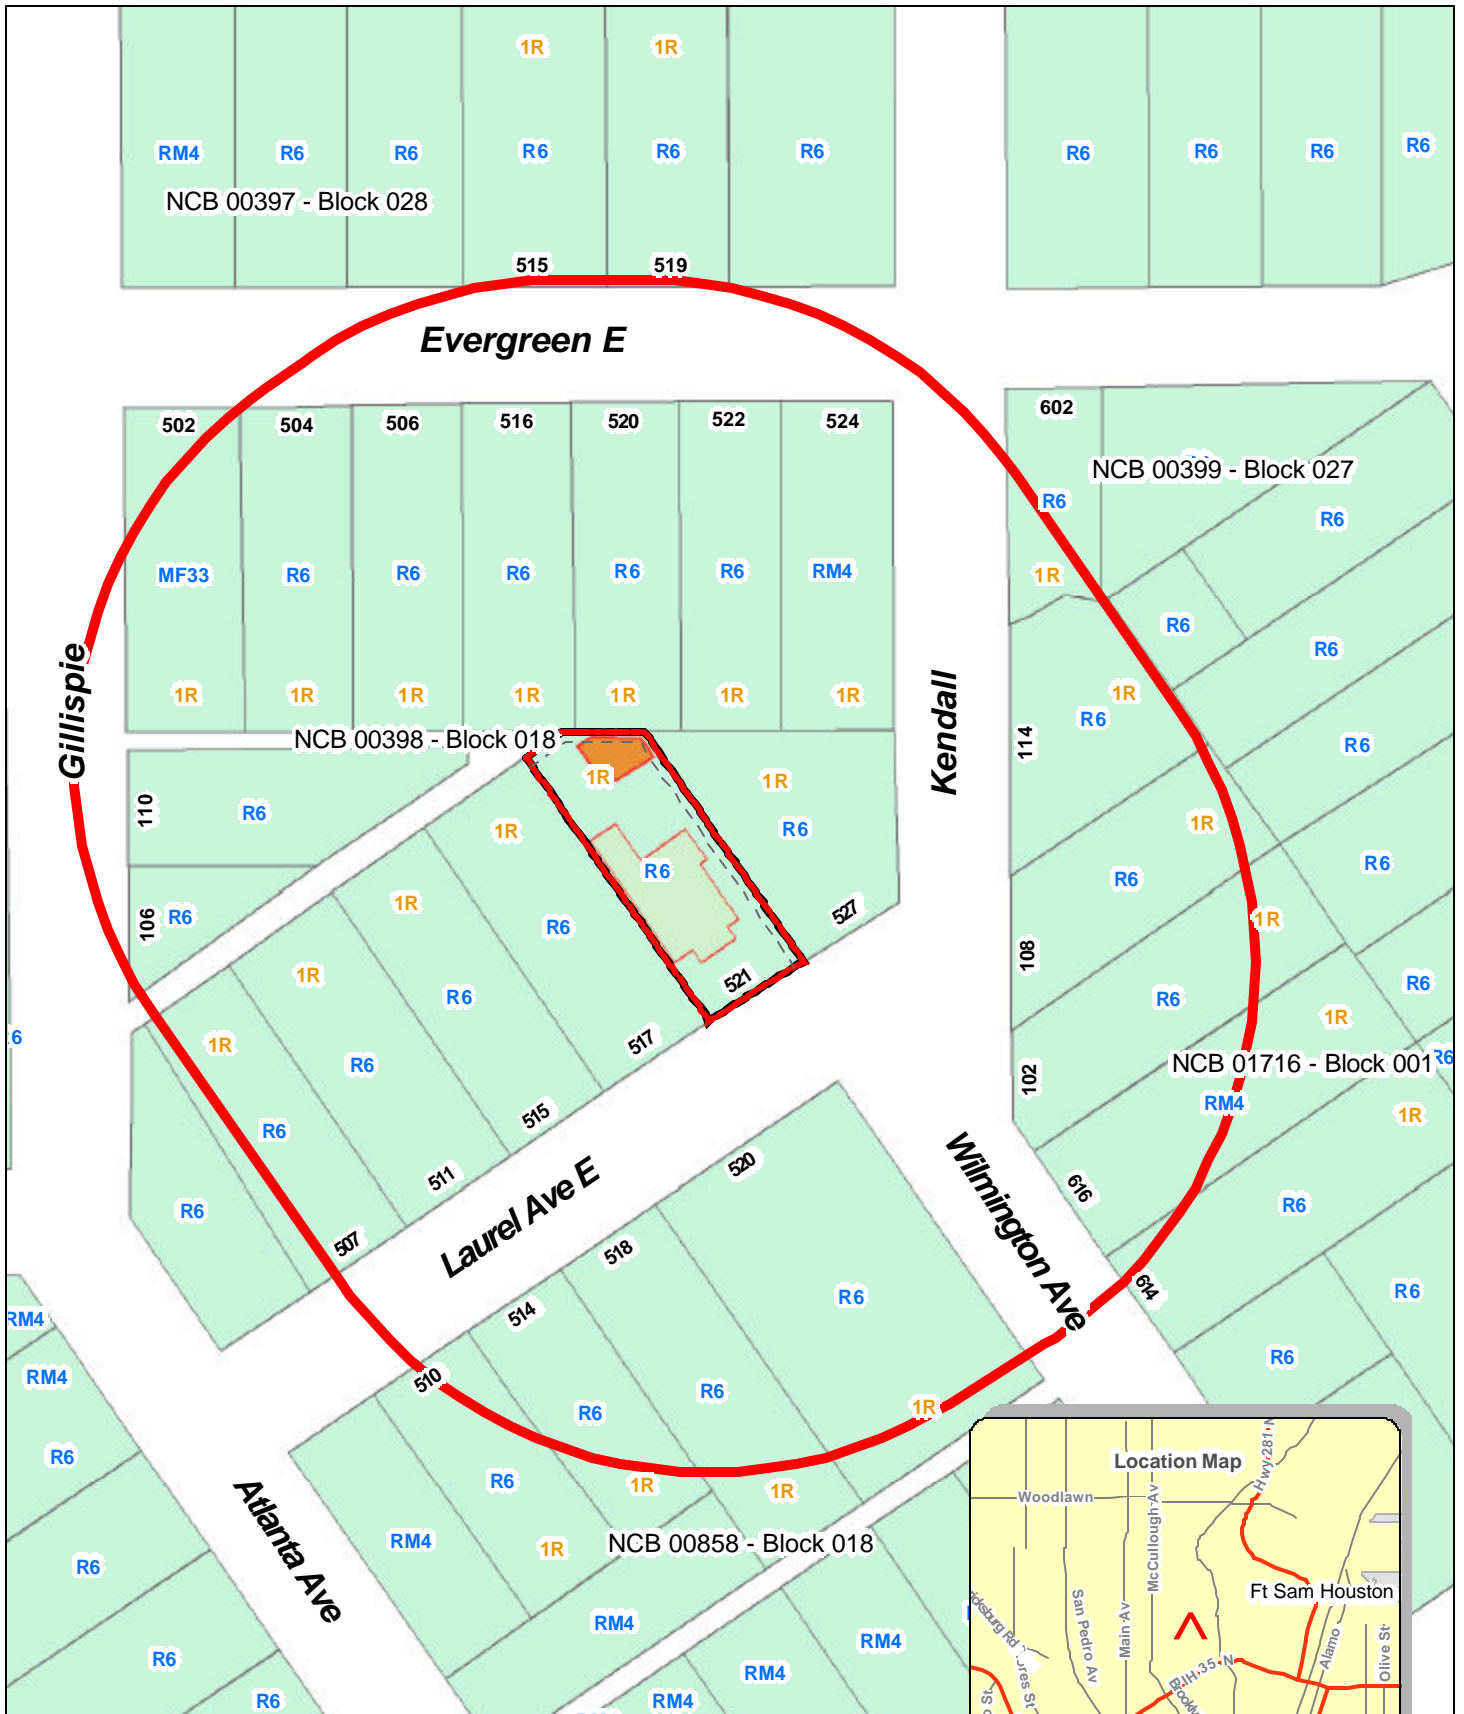 1R
1R
RM4
R6
R6
R6
R6
R6
R6
R6
R6
R6
NCB 00397 - Block 028
515
519
Evergreen E
502
504
506
516
520
522
524
602
NCB 00399 - Block 027
R6
R6
MF33
R6
R6
R6
R6
R6
RM4
1R
R6
R6
1R
1R
1R
1R
1R
1R
1R
1R
R6
Gillispie
Kendall
114
NCB 00398 - Block 018
R6
1R
1R
110
R6
1R
R6
1R
R6
R6
R6
1R
527
106
R6
R6
1R
108
1R
521
R6
R6
R6
1R
517
6
1R
R6
102
NCB 01716 - Block 001
R6
RM4
1R
515
R6
511
520
616
R6
R6
507
Laurel Ave E
518
Wilmington Ave
614
R6
R6
514
RM4
RM4
510
R6
R6
R6
1R
R6
R6
1R
1R
Atlanta Ave
RM4
1R
NCB 00858 - Block 018
R6
RM4
RM4
R6
RM4
R6
RM4
Location Map
Hwy 281 N
Woodlawn
McCullough Av
Ft Sam Houston
San Pedro Av
Main Av
Alamo
Olive St
IH 35 N